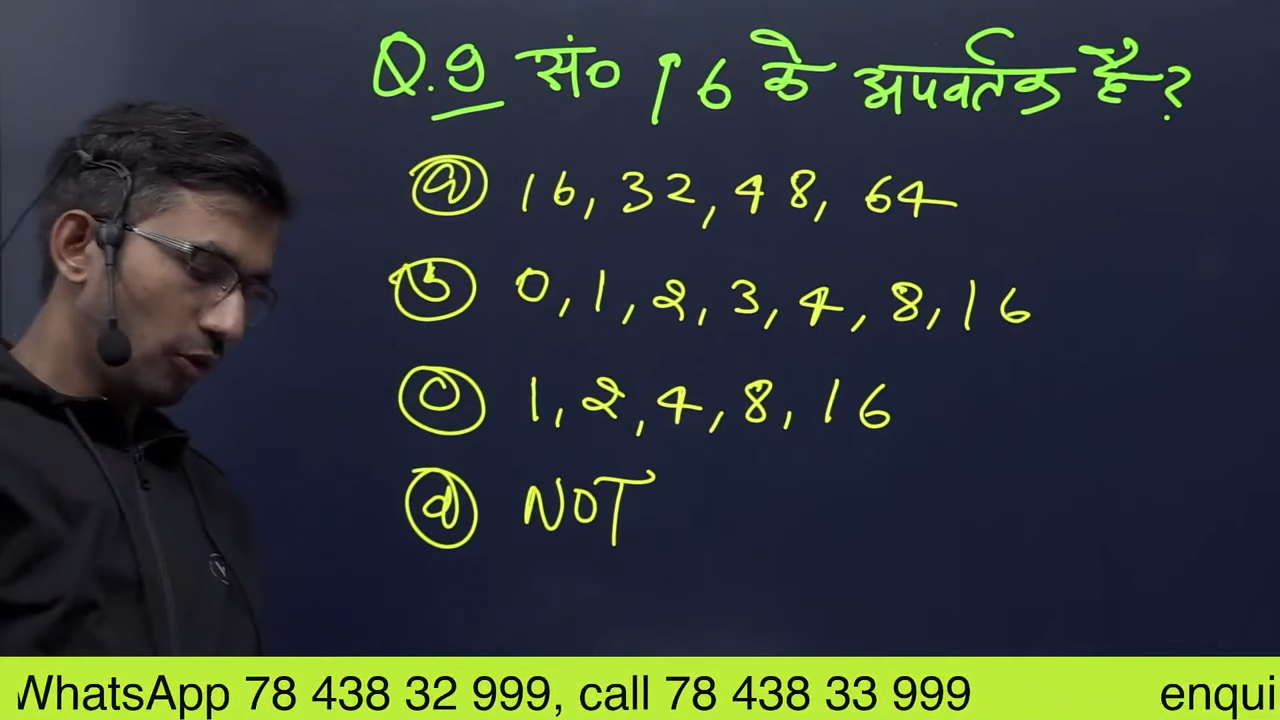 Q.9 सं० 16 के अपवर्तक है?
a 16, 32, 48, 64
b 0, 1, 2, 3, 4, 8, 16
c 1, 2, 4, 8, 16
d NOT
WhatsApp 78 438 32 999, call 78 438 33 999 enqui